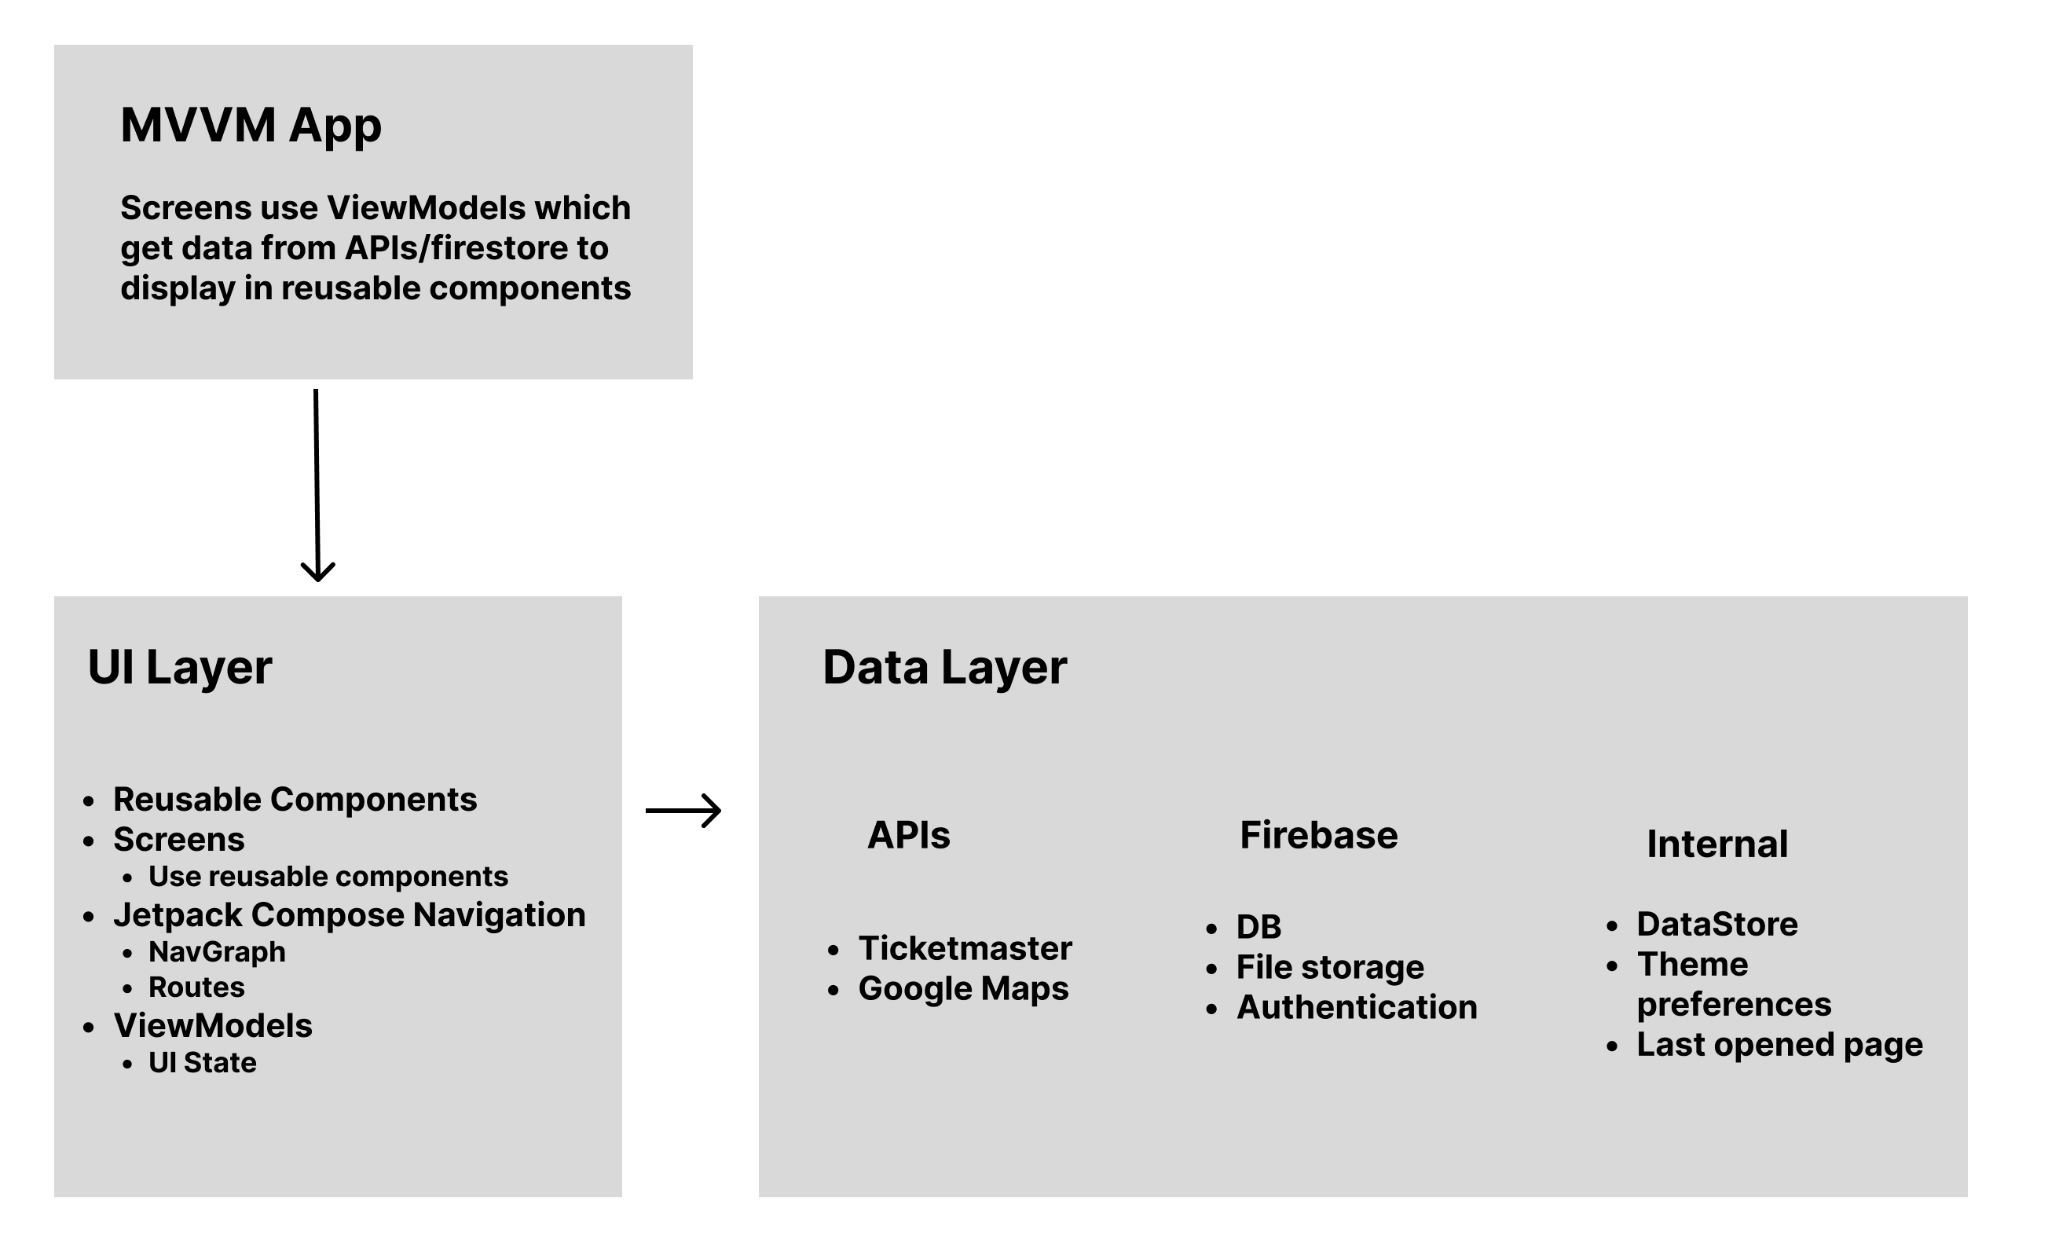 MVVM App
Screens use ViewModels which
get data from APIs/firestore to
display in reusable components
UI Layer
• Reusable Components
• Screens
• Use reusable components
• Jetpack Compose Navigation
• NavGraph
• Routes
• ViewModels
• UI State
Data Layer
APIs
• Ticketmaster
• Google Maps
Firebase
• DB
• File storage
• Authentication
Internal
• DataStore
• Theme
preferences
• Last opened page